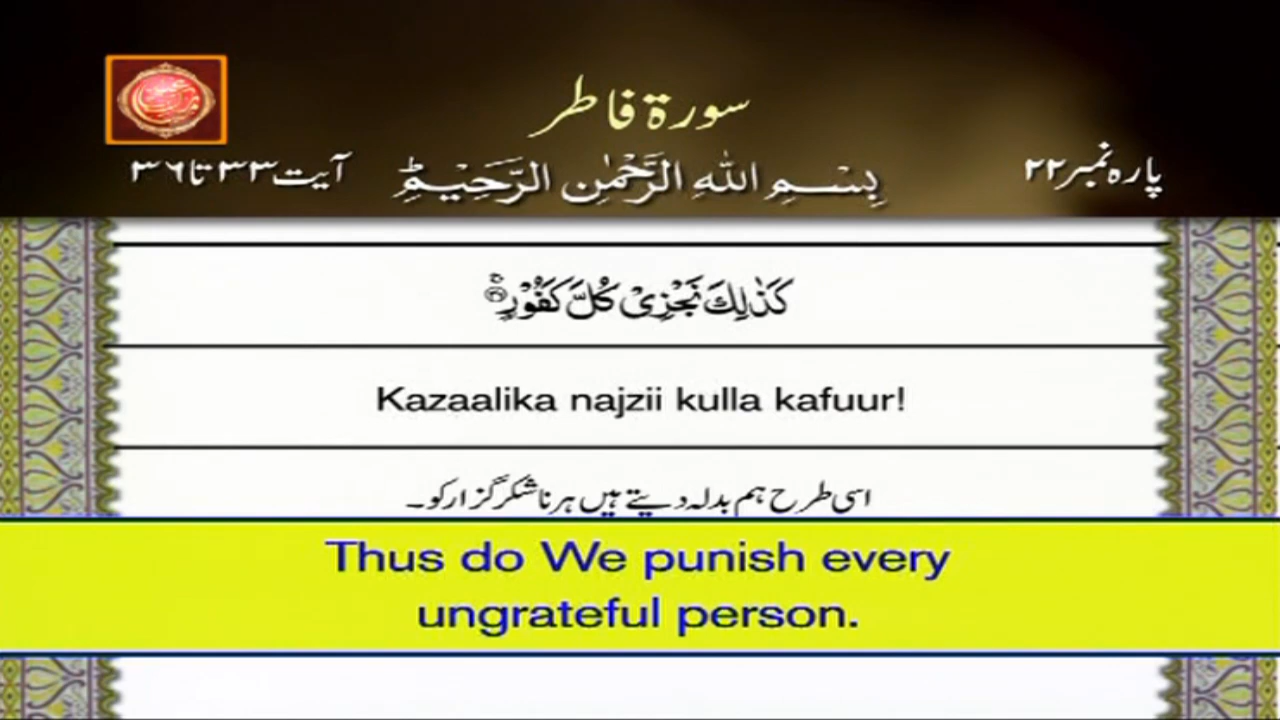 سورۃ فاطر
پارہ نمبر ۲۲
بِسْمِ اللّٰهِ الرَّحْمٰنِ الرَّحِیْمِ
آیت ۳۳ تا ۳۶
كَذٰلِكَ نَجْزِیْ كُلَّ كَفُوْرٍ ﴿۳۶﴾
Kazaalika najzii kulla kafuur!
اسی طرح ہم بدلہ دیتے ہیں ہر ناشکر گزار کو۔
Thus do We punish every
ungrateful person.